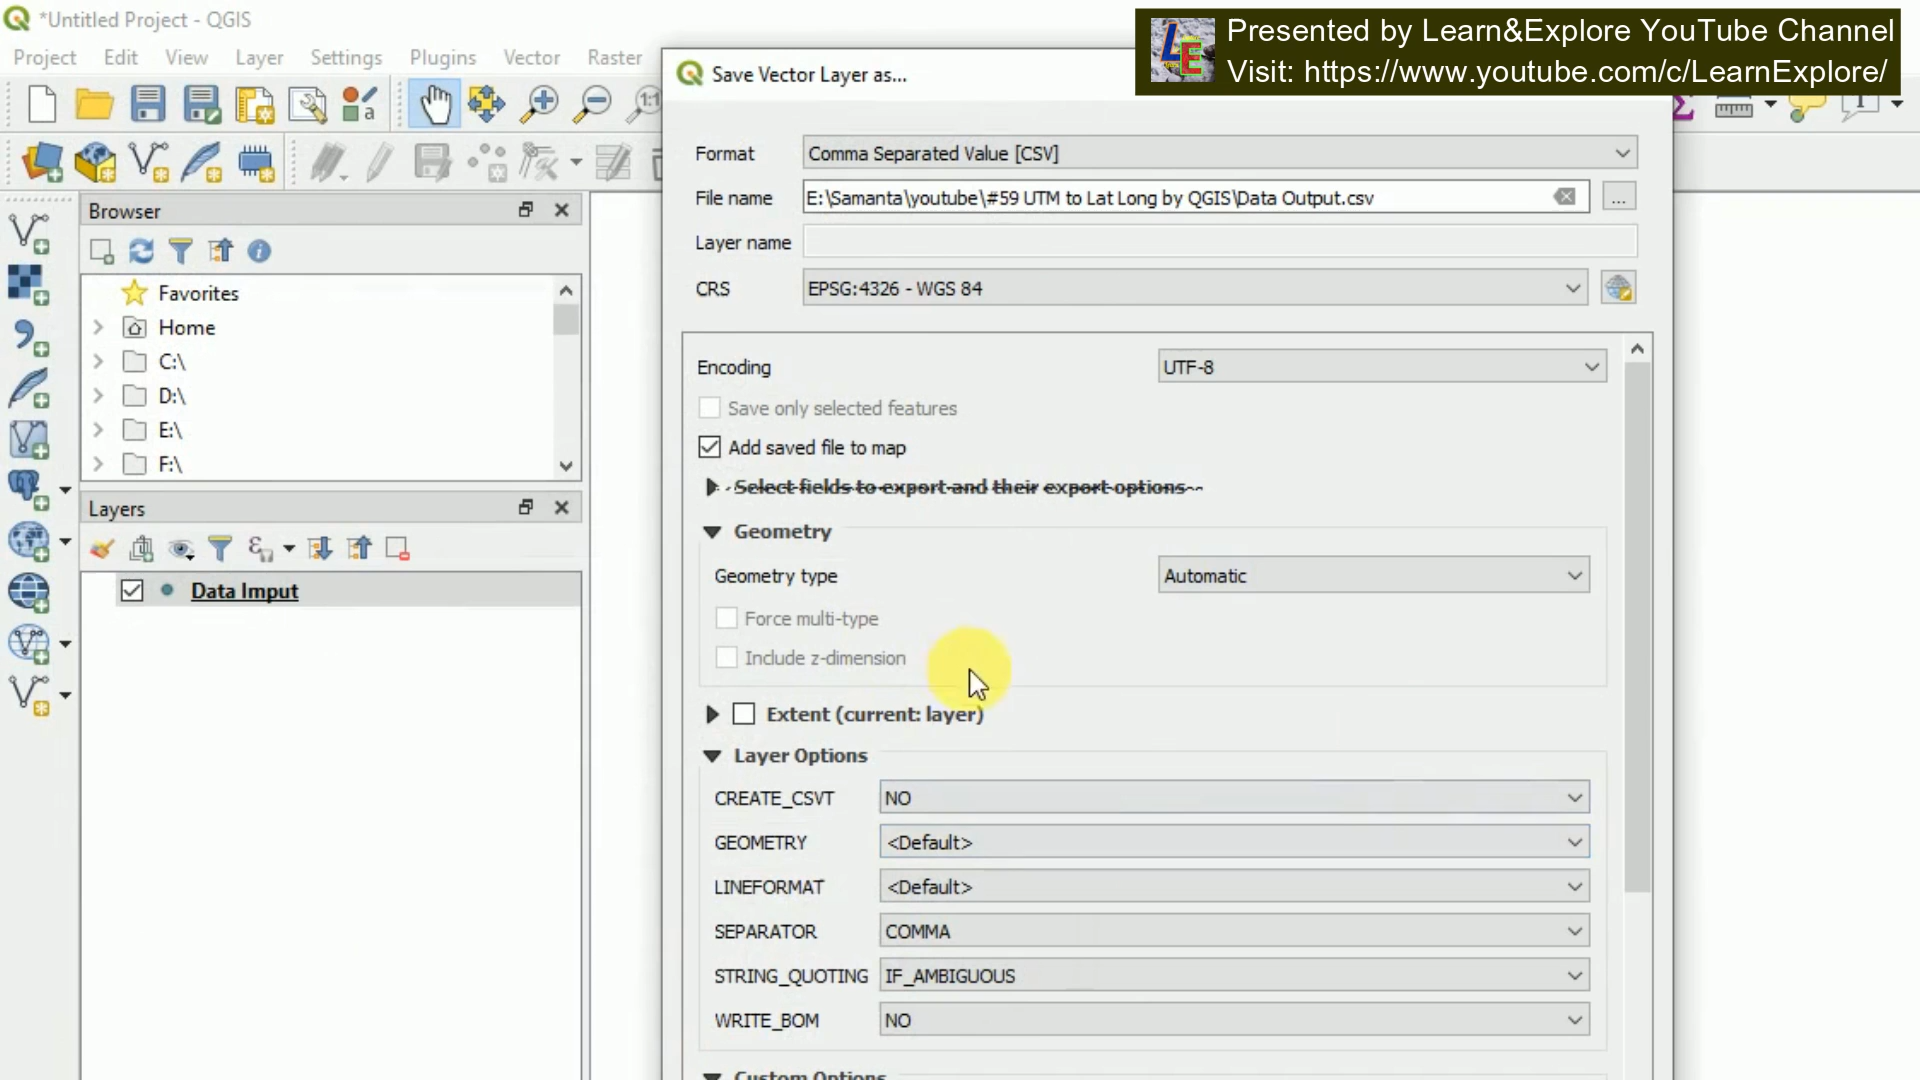 *Untitled Project - QGIS
Presented by Learn&Explore YouTube Channel
Visit: https://www.youtube.com/c/LearnExplore/
LE
Project Edit View Layer Settings Plugins Vector Raster
Save Vector Layer as...
1:1
a
Format Comma Separated Value [CSV]
File name E:\Samanta\youtube\#59 UTM to Lat Long by QGIS\Data Output.csv ...
Layer name
CRS EPSG:4326 - WGS 84
Browser
Favorites
Home
C:\
D:\
E:\
F:\
Layers
Data Imput
Encoding UTF-8
Save only selected features
Add saved file to map
Select fields to export and their export options
Geometry
Geometry type Automatic
Force multi-type
Include z-dimension
Extent (current: layer)
Layer Options
CREATE_CSVT NO
GEOMETRY <Default>
LINEFORMAT <Default>
SEPARATOR COMMA
STRING_QUOTING IF_AMBIGUOUS
WRITE_BOM NO
Custom Options